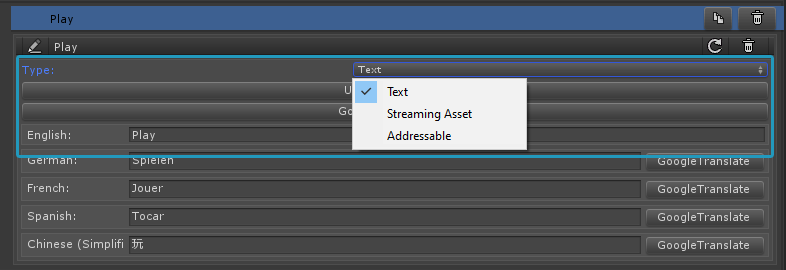 Play
Play
Type:
Text
Text
Streaming Asset
Addressable
English:
Play
German:
Spielen
GoogleTranslate
French:
Jouer
GoogleTranslate
Spanish:
Tocar
GoogleTranslate
Chinese (Simplifi
玩
GoogleTranslate